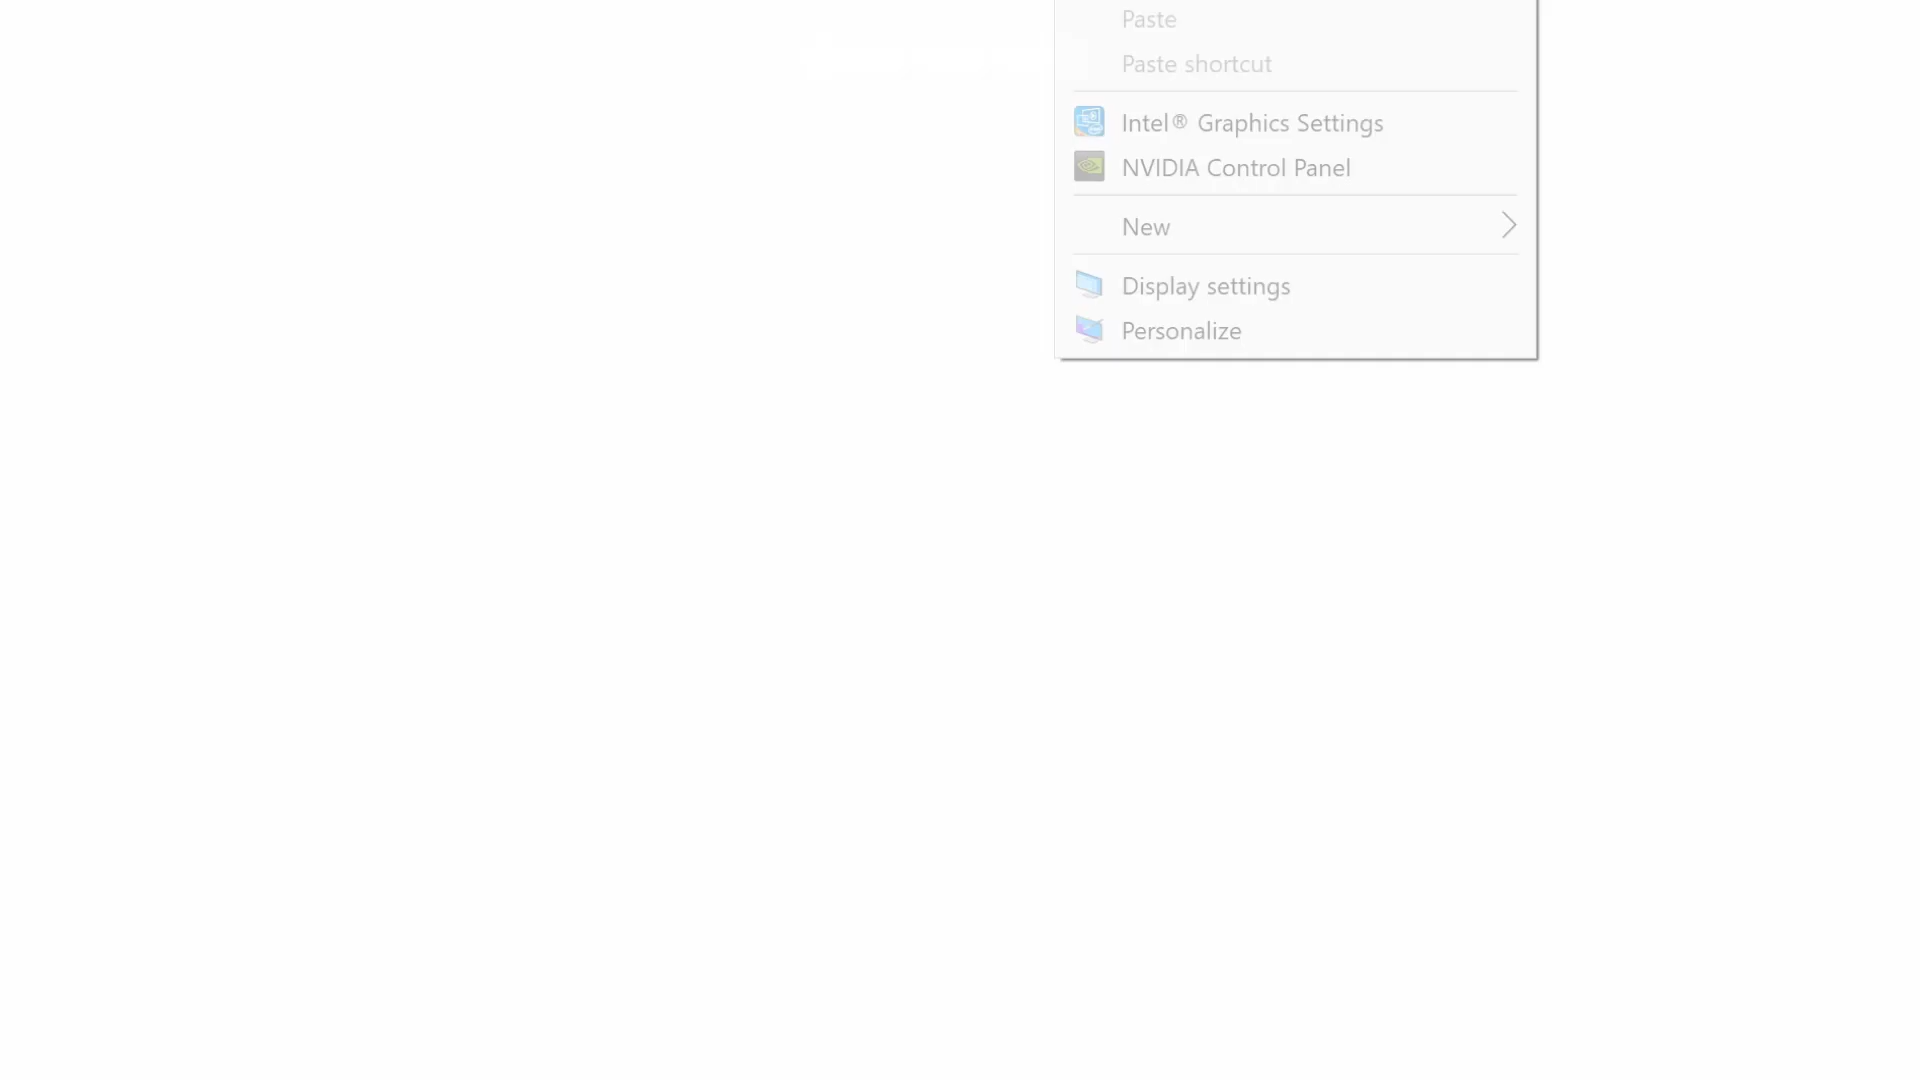 Paste
Paste shortcut
Intel® Graphics Settings
NVIDIA Control Panel
New
Display settings
Personalize